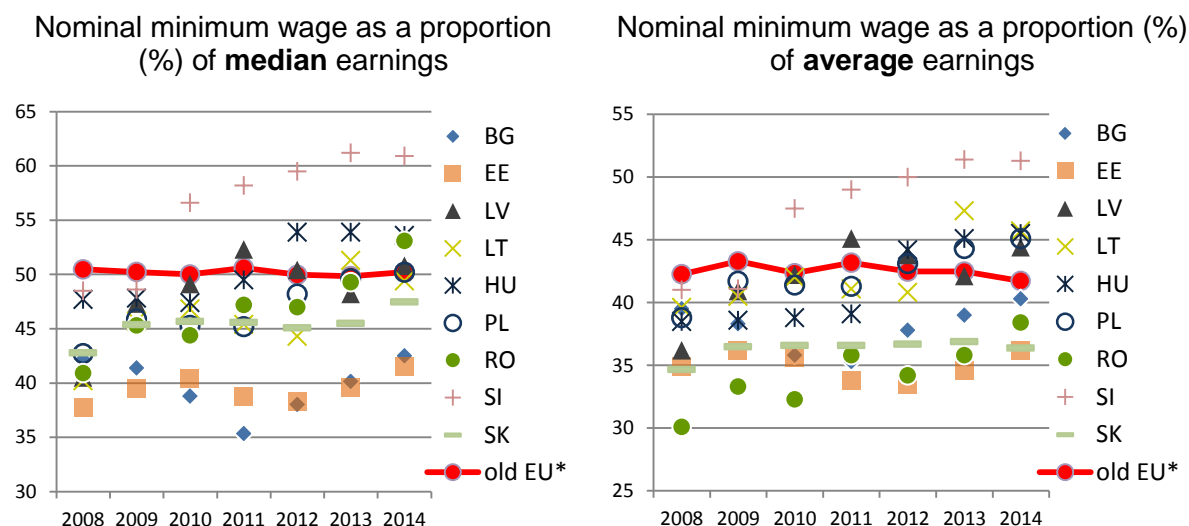 Nominal minimum wage as a proportion
(%) of median earnings
65
60
55
50
45
40
35
30
2008 2009 2010 2011 2012 2013 2014
BG
EE
LV
LT
HU
PL
RO
SI
SK
old EU*
Nominal minimum wage as a proportion (%)
of average earnings
55
50
45
40
35
30
25
2008 2009 2010 2011 2012 2013 2014
BG
EE
LV
LT
HU
PL
RO
SI
SK
old EU*